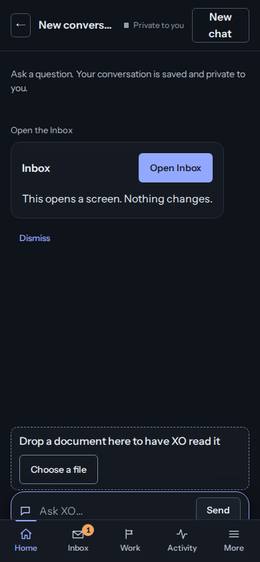 ← New convers... Private to you New chat
Ask a question. Your conversation is saved and private to
you.
Open the Inbox
Inbox Open Inbox
This opens a screen. Nothing changes.
Dismiss
Drop a document here to have XO read it
Choose a file
Ask XO... Send
1
Home Inbox Work Activity More